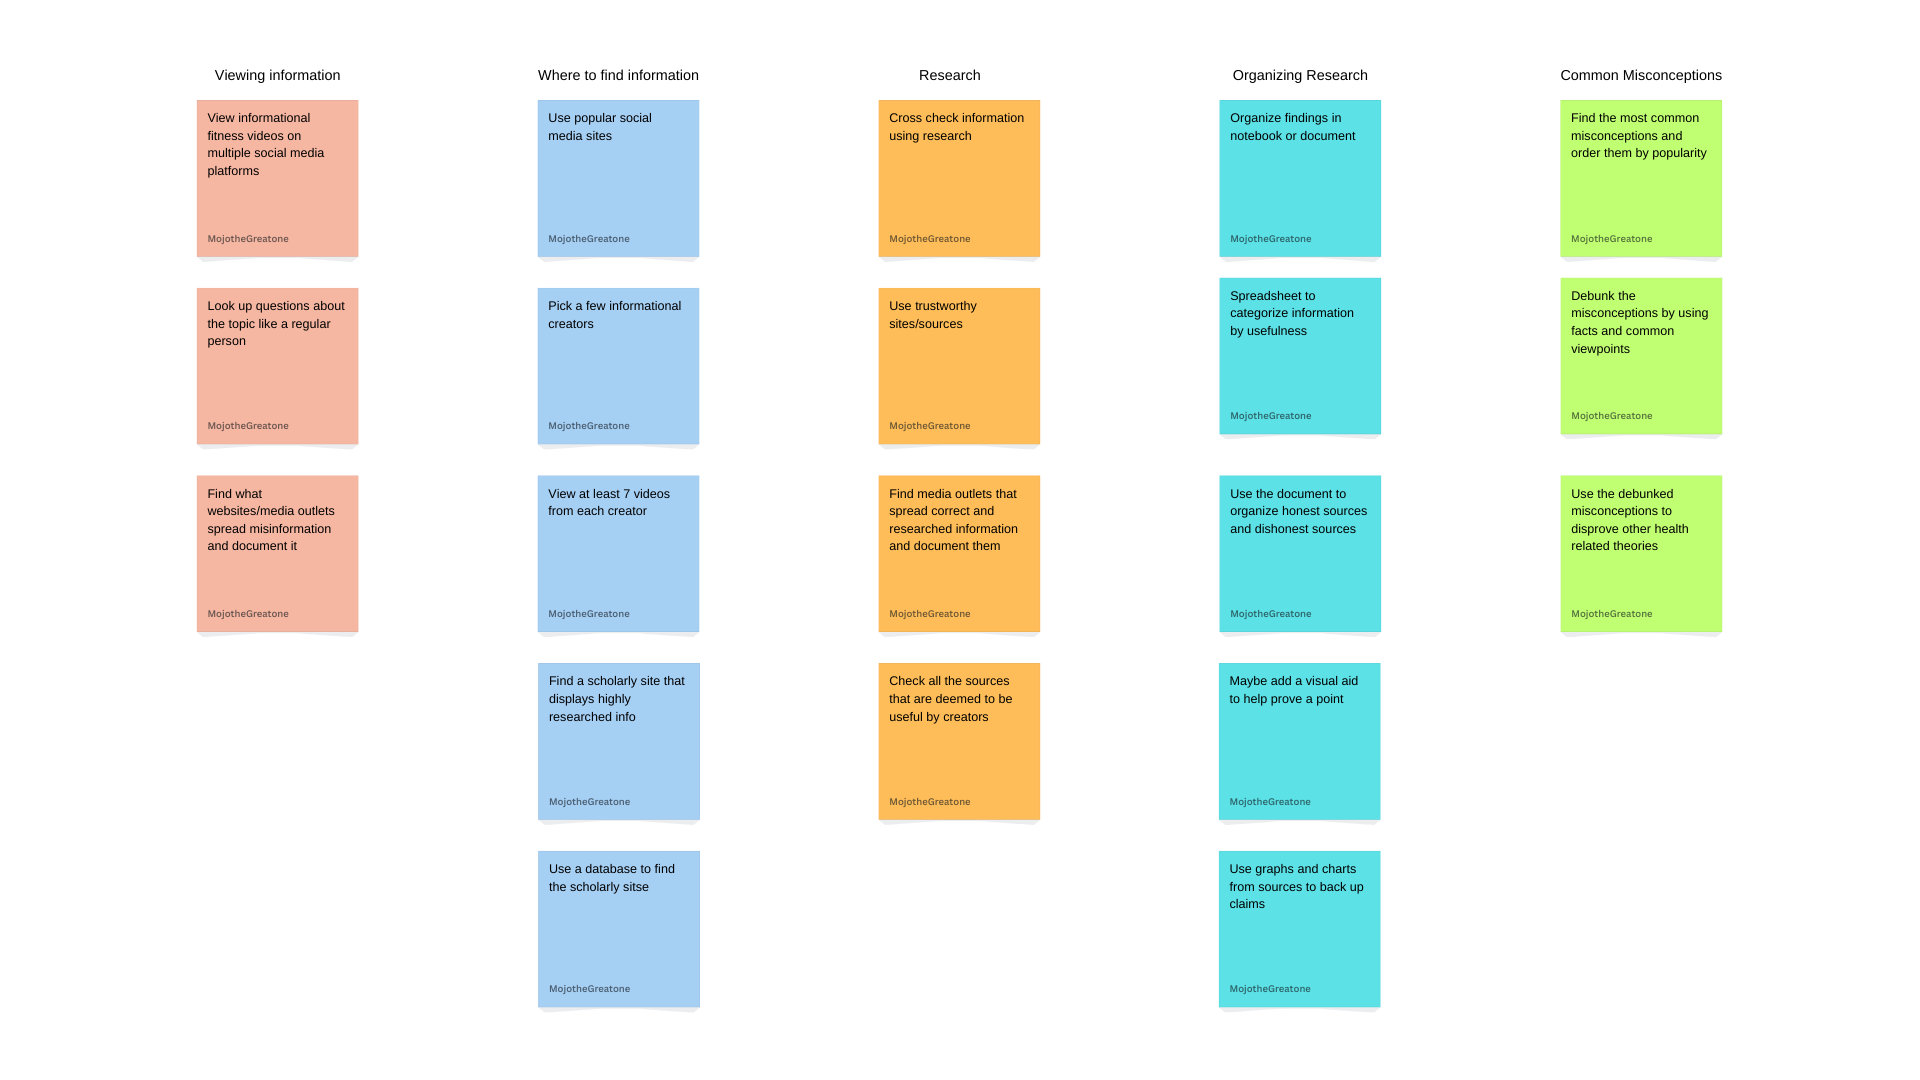 Viewing information
View informational
fitness videos on
multiple social media
platforms
MojotheGreatone
Look up questions about
the topic like a regular
person
MojotheGreatone
Find what
websites/media outlets
spread misinformation
and document it
MojotheGreatone
Where to find information
Use popular social
media sites
MojotheGreatone
Pick a few informational
creators
MojotheGreatone
View at least 7 videos
from each creator
MojotheGreatone
Find a scholarly site that
displays highly
researched info
MojotheGreatone
Use a database to find
the scholarly sitse
MojotheGreatone
Research
Cross check information
using research
MojotheGreatone
Use trustworthy
sites/sources
MojotheGreatone
Find media outlets that
spread correct and
researched information
and document them
MojotheGreatone
Check all the sources
that are deemed to be
useful by creators
MojotheGreatone
Organizing Research
Organize findings in
notebook or document
MojotheGreatone
Spreadsheet to
categorize information
by usefulness
MojotheGreatone
Use the document to
organize honest sources
and dishonest sources
MojotheGreatone
Maybe add a visual aid
to help prove a point
MojotheGreatone
Use graphs and charts
from sources to back up
claims
MojotheGreatone
Common Misconceptions
Find the most common
misconceptions and
order them by popularity
MojotheGreatone
Debunk the
misconceptions by using
facts and common
viewpoints
MojotheGreatone
Use the debunked
misconceptions to
disprove other health
related theories
MojotheGreatone